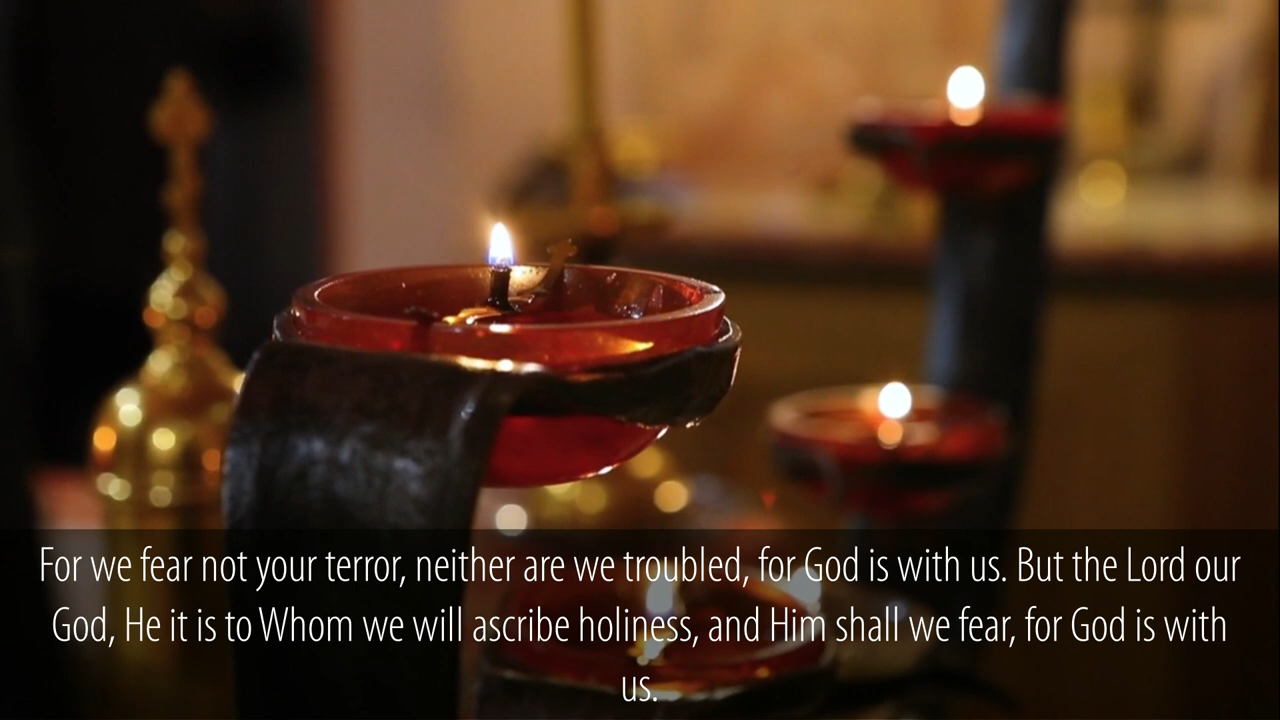 For we fear not your terror, neither are we troubled, for God is with us. But the Lord our
God, He it is to Whom we will ascribe holiness, and Him shall we fear, for God is with
us.